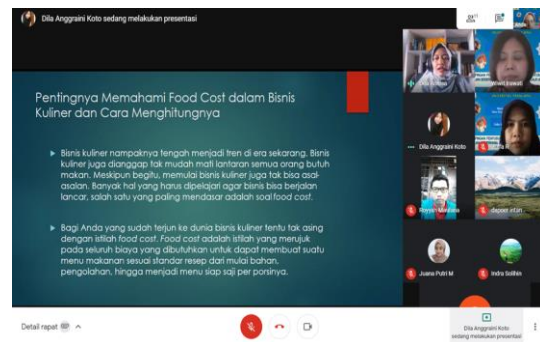 Dila Anggraini Koto sedang melakukan presentasi
Pentingnya Memahami Food Cost dalam Bisnis
Kuliner dan Cara Menghitungnya
Bisnis kuliner nampaknya tengah menjadi tren di era sekarang. Bisnis
kuliner juga dianggap tak mudah mati lantaran semua orang butuh
makan. Meskipun begitu, memulai bisnis kuliner juga tak bisa asal-
asalan. Banyak hal yang harus dipelajari agar bisnis bisa berjalan
lancar, salah satu yang paling mendasar adalah soal food cost.
Bagi Anda yang sudah terjun ke dunia bisnis kuliner tentu tak asing
dengan istilah food cost. Food cost adalah istilah yang merujuk
pada seluruh biaya yang dibutuhkan untuk dapat membuat suatu
menu makanan sesuai standar resep dari mulai bahan,
pengolahan, hingga menjadi menu siap saji per porsinya.
Dila Anggraini Koto
Juana Putri M
Indra Solihin
Detail rapat
Dila Anggraini Koto
sedang melakukan presentasi